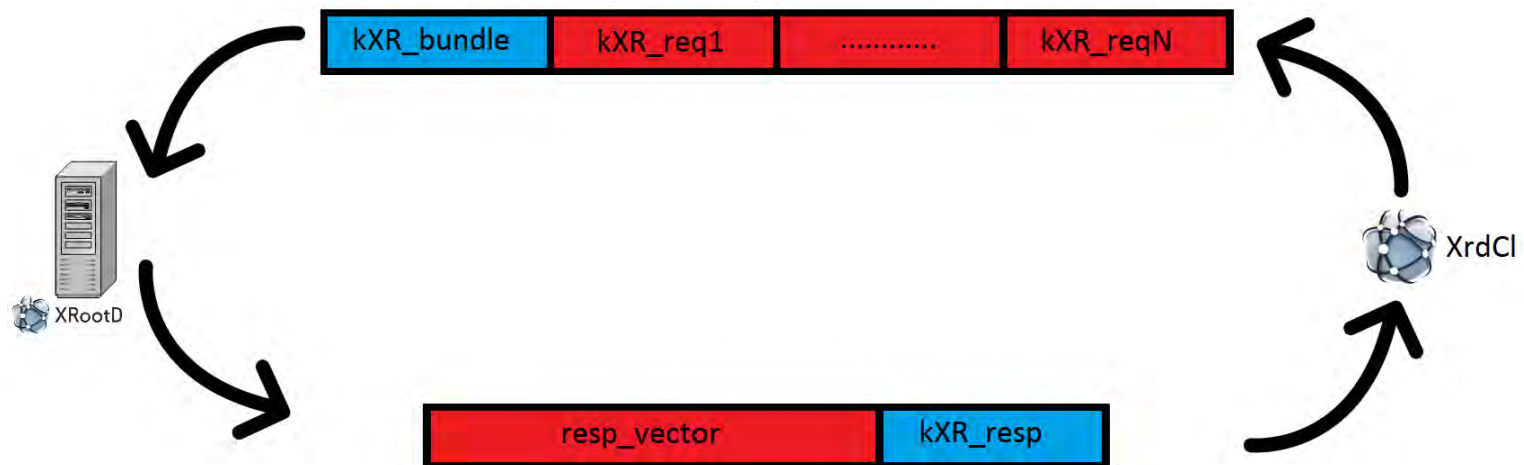 kXR_bundle kXR_req1 ............ kXR_reqN
XrdCl
XRootD
resp_vector kXR_resp